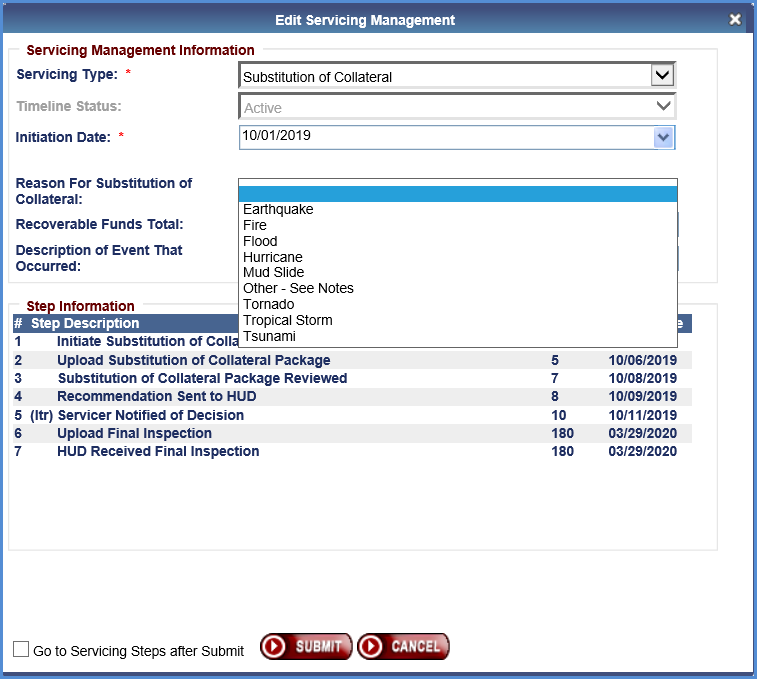 Edit Servicing Management
Servicing Management Information
Servicing Type: * Substitution of Collateral
Timeline Status: Active
Initiation Date: * 10/01/2019
Reason For Substitution of
Collateral:
Recoverable Funds Total:
Description of Event That
Occurred:
Earthquake
Fire
Flood
Hurricane
Mud Slide
Other - See Notes
Tornado
Tropical Storm
Tsunami
Step Information
# Step Description
1 Initiate Substitution of
2 Upload Substitution of Collateral Package 5 10/06/2019
3 Substitution of Collateral Package Reviewed 7 10/08/2019
4 Recommendation Sent to HUD 8 10/09/2019
5 (ltr) Servicer Notified of Decision 10 10/11/2019
6 Upload Final Inspection 180 03/29/2020
7 HUD Received Final Inspection 180 03/29/2020
Go to Servicing Steps after Submit SUBMIT CANCEL